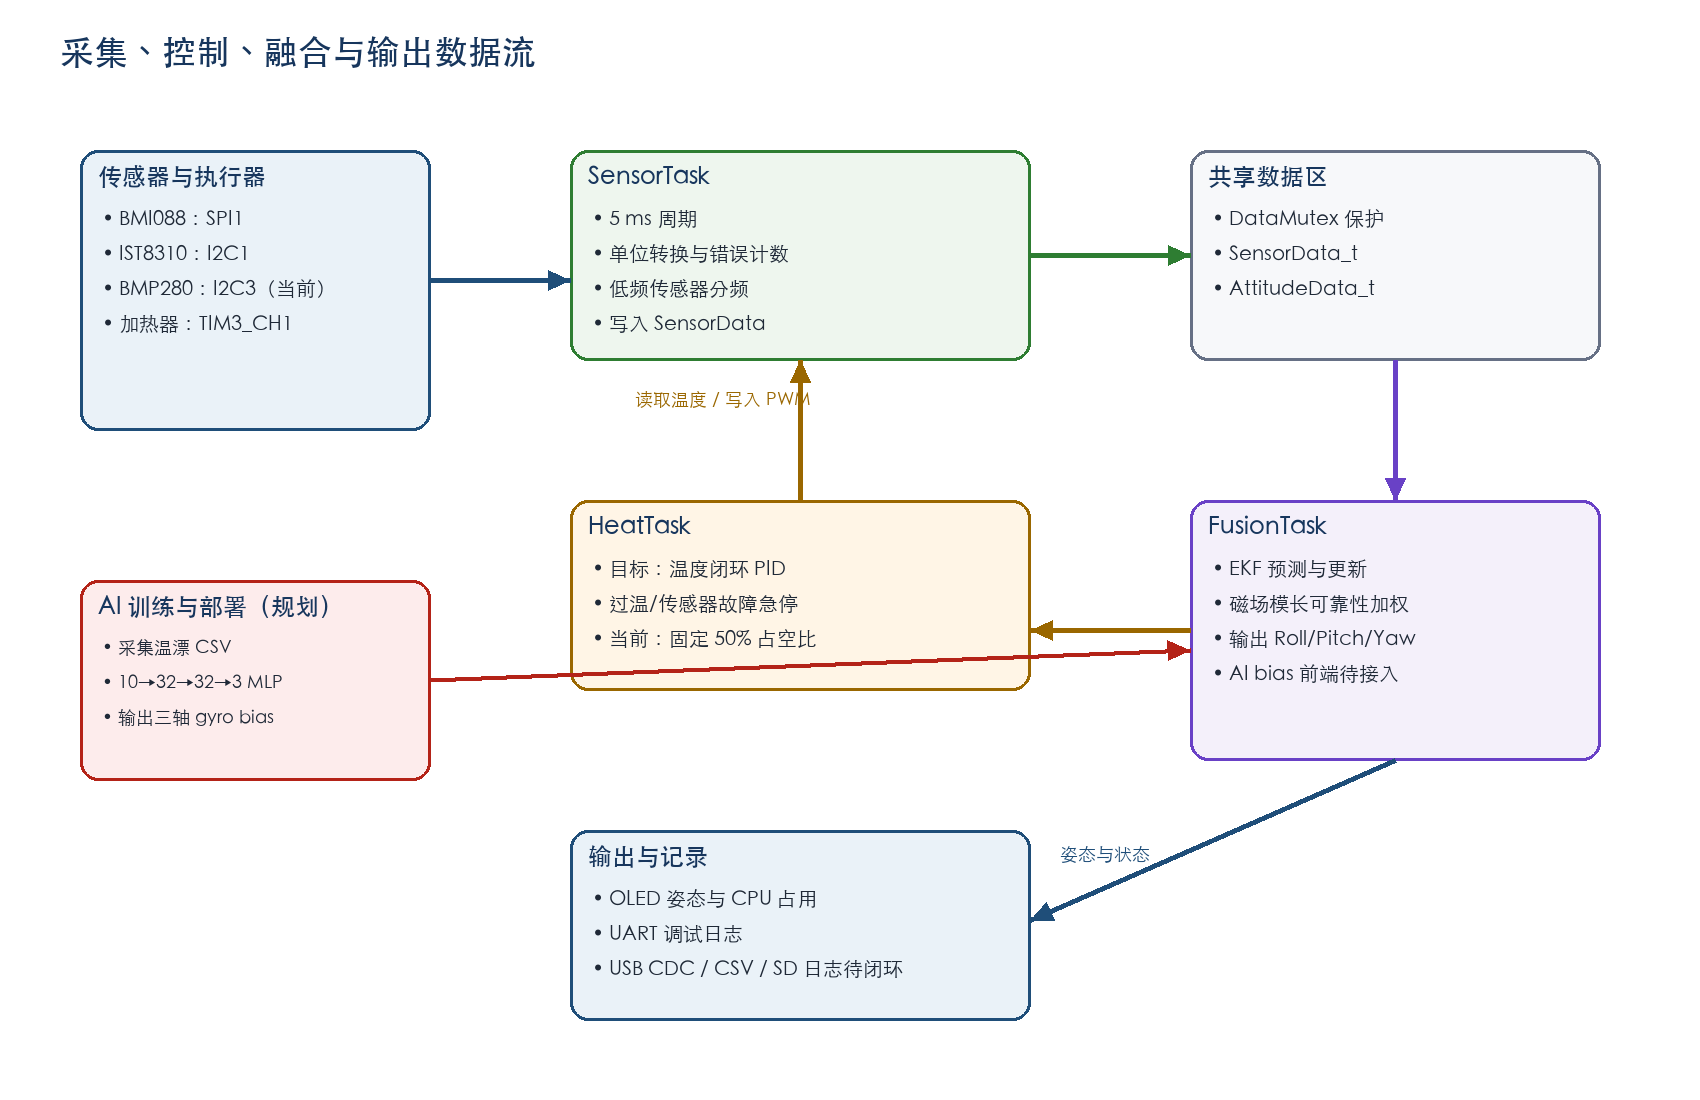 采集、控制、融合与输出数据流
传感器与执行器
• BMI088：SPI1
• IST8310：I2C1
• BMP280：I2C3（当前）
• 加热器：TIM3_CH1
SensorTask
• 5 ms 周期
• 单位转换与错误计数
• 低频传感器分频
• 写入 SensorData
共享数据区
• DataMutex 保护
• SensorData_t
• AttitudeData_t
读取温度 / 写入 PWM
HeatTask
• 目标：温度闭环 PID
• 过温/传感器故障急停
• 当前：固定 50% 占空比
FusionTask
• EKF 预测与更新
• 磁场模长可靠性加权
• 输出 Roll/Pitch/Yaw
• AI bias 前端待接入
AI 训练与部署（规划）
• 采集温漂 CSV
• 10→32→32→3 MLP
• 输出三轴 gyro bias
姿态与状态
输出与记录
• OLED 姿态与 CPU 占用
• UART 调试日志
• USB CDC / CSV / SD 日志待闭环